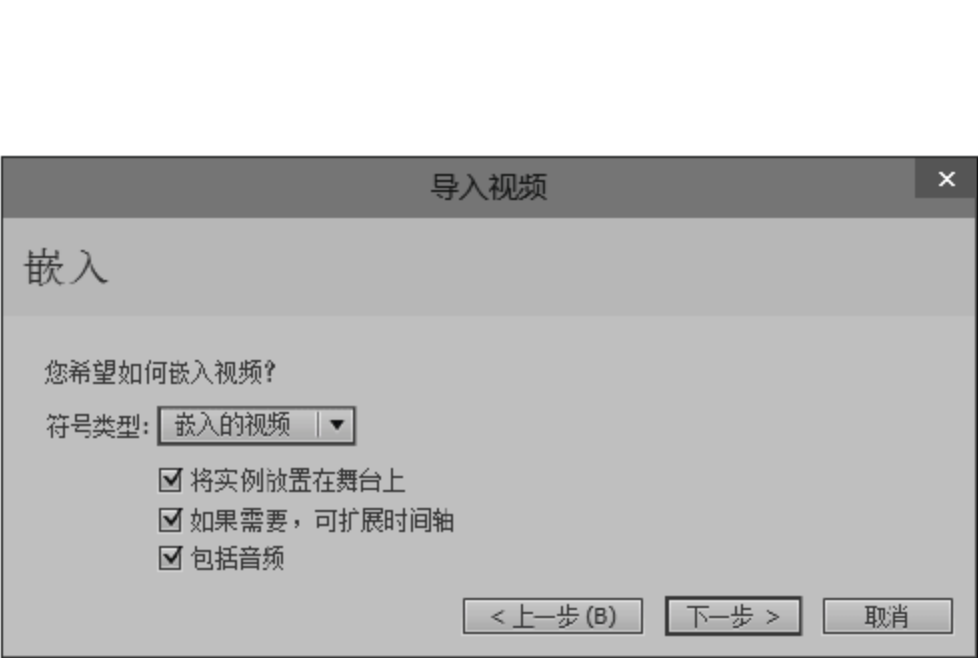 导入视频
嵌入
您希望如何嵌入视频?
符号类型: 嵌入的视频
将实例放置在舞台上
如果需要，可扩展时间轴
包括音频
< 上一步 (B) 下一步 > 取消